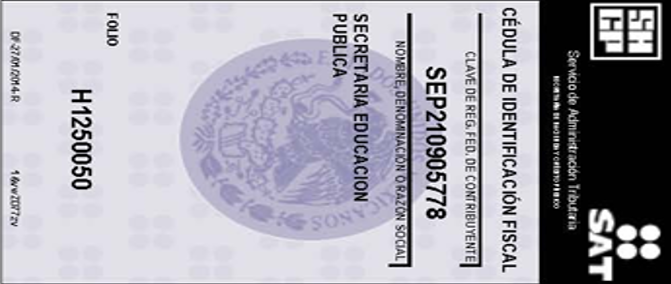 SH
CP
Servicio de Administración Tributaria
SECRETARÍA DE HACIENDA Y CRÉDITO PÚBLICO
SAT
CÉDULA DE IDENTIFICACIÓN FISCAL
CLAVE DE REG. FED. DE CONTRIBUYENTE
SEP210905778
NOMBRE, DENOMINACIÓN O RAZÓN SOCIAL
SECRETARIA EDUCACION
PUBLICA
FOLIO
H1250050
DF-27/01/2014-R